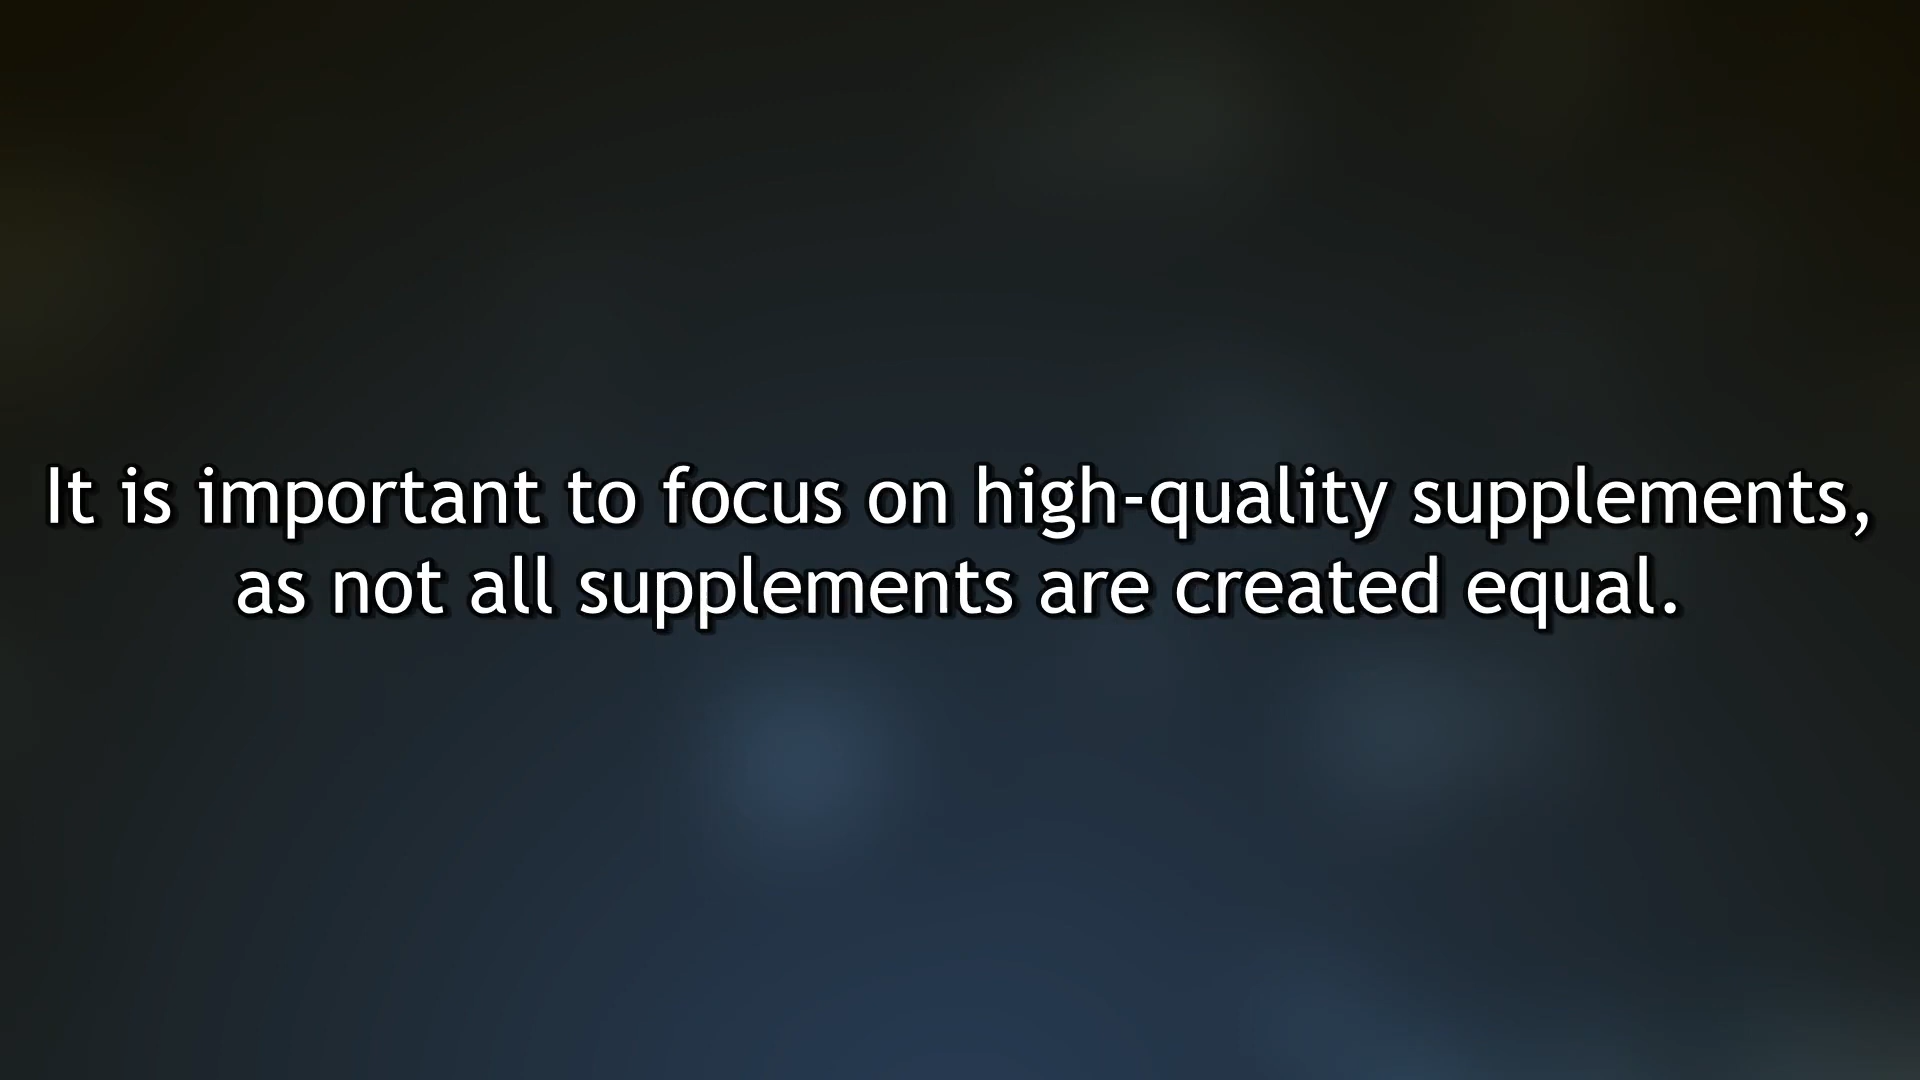 It is important to focus on high-quality supplements,
as not all supplements are created equal.